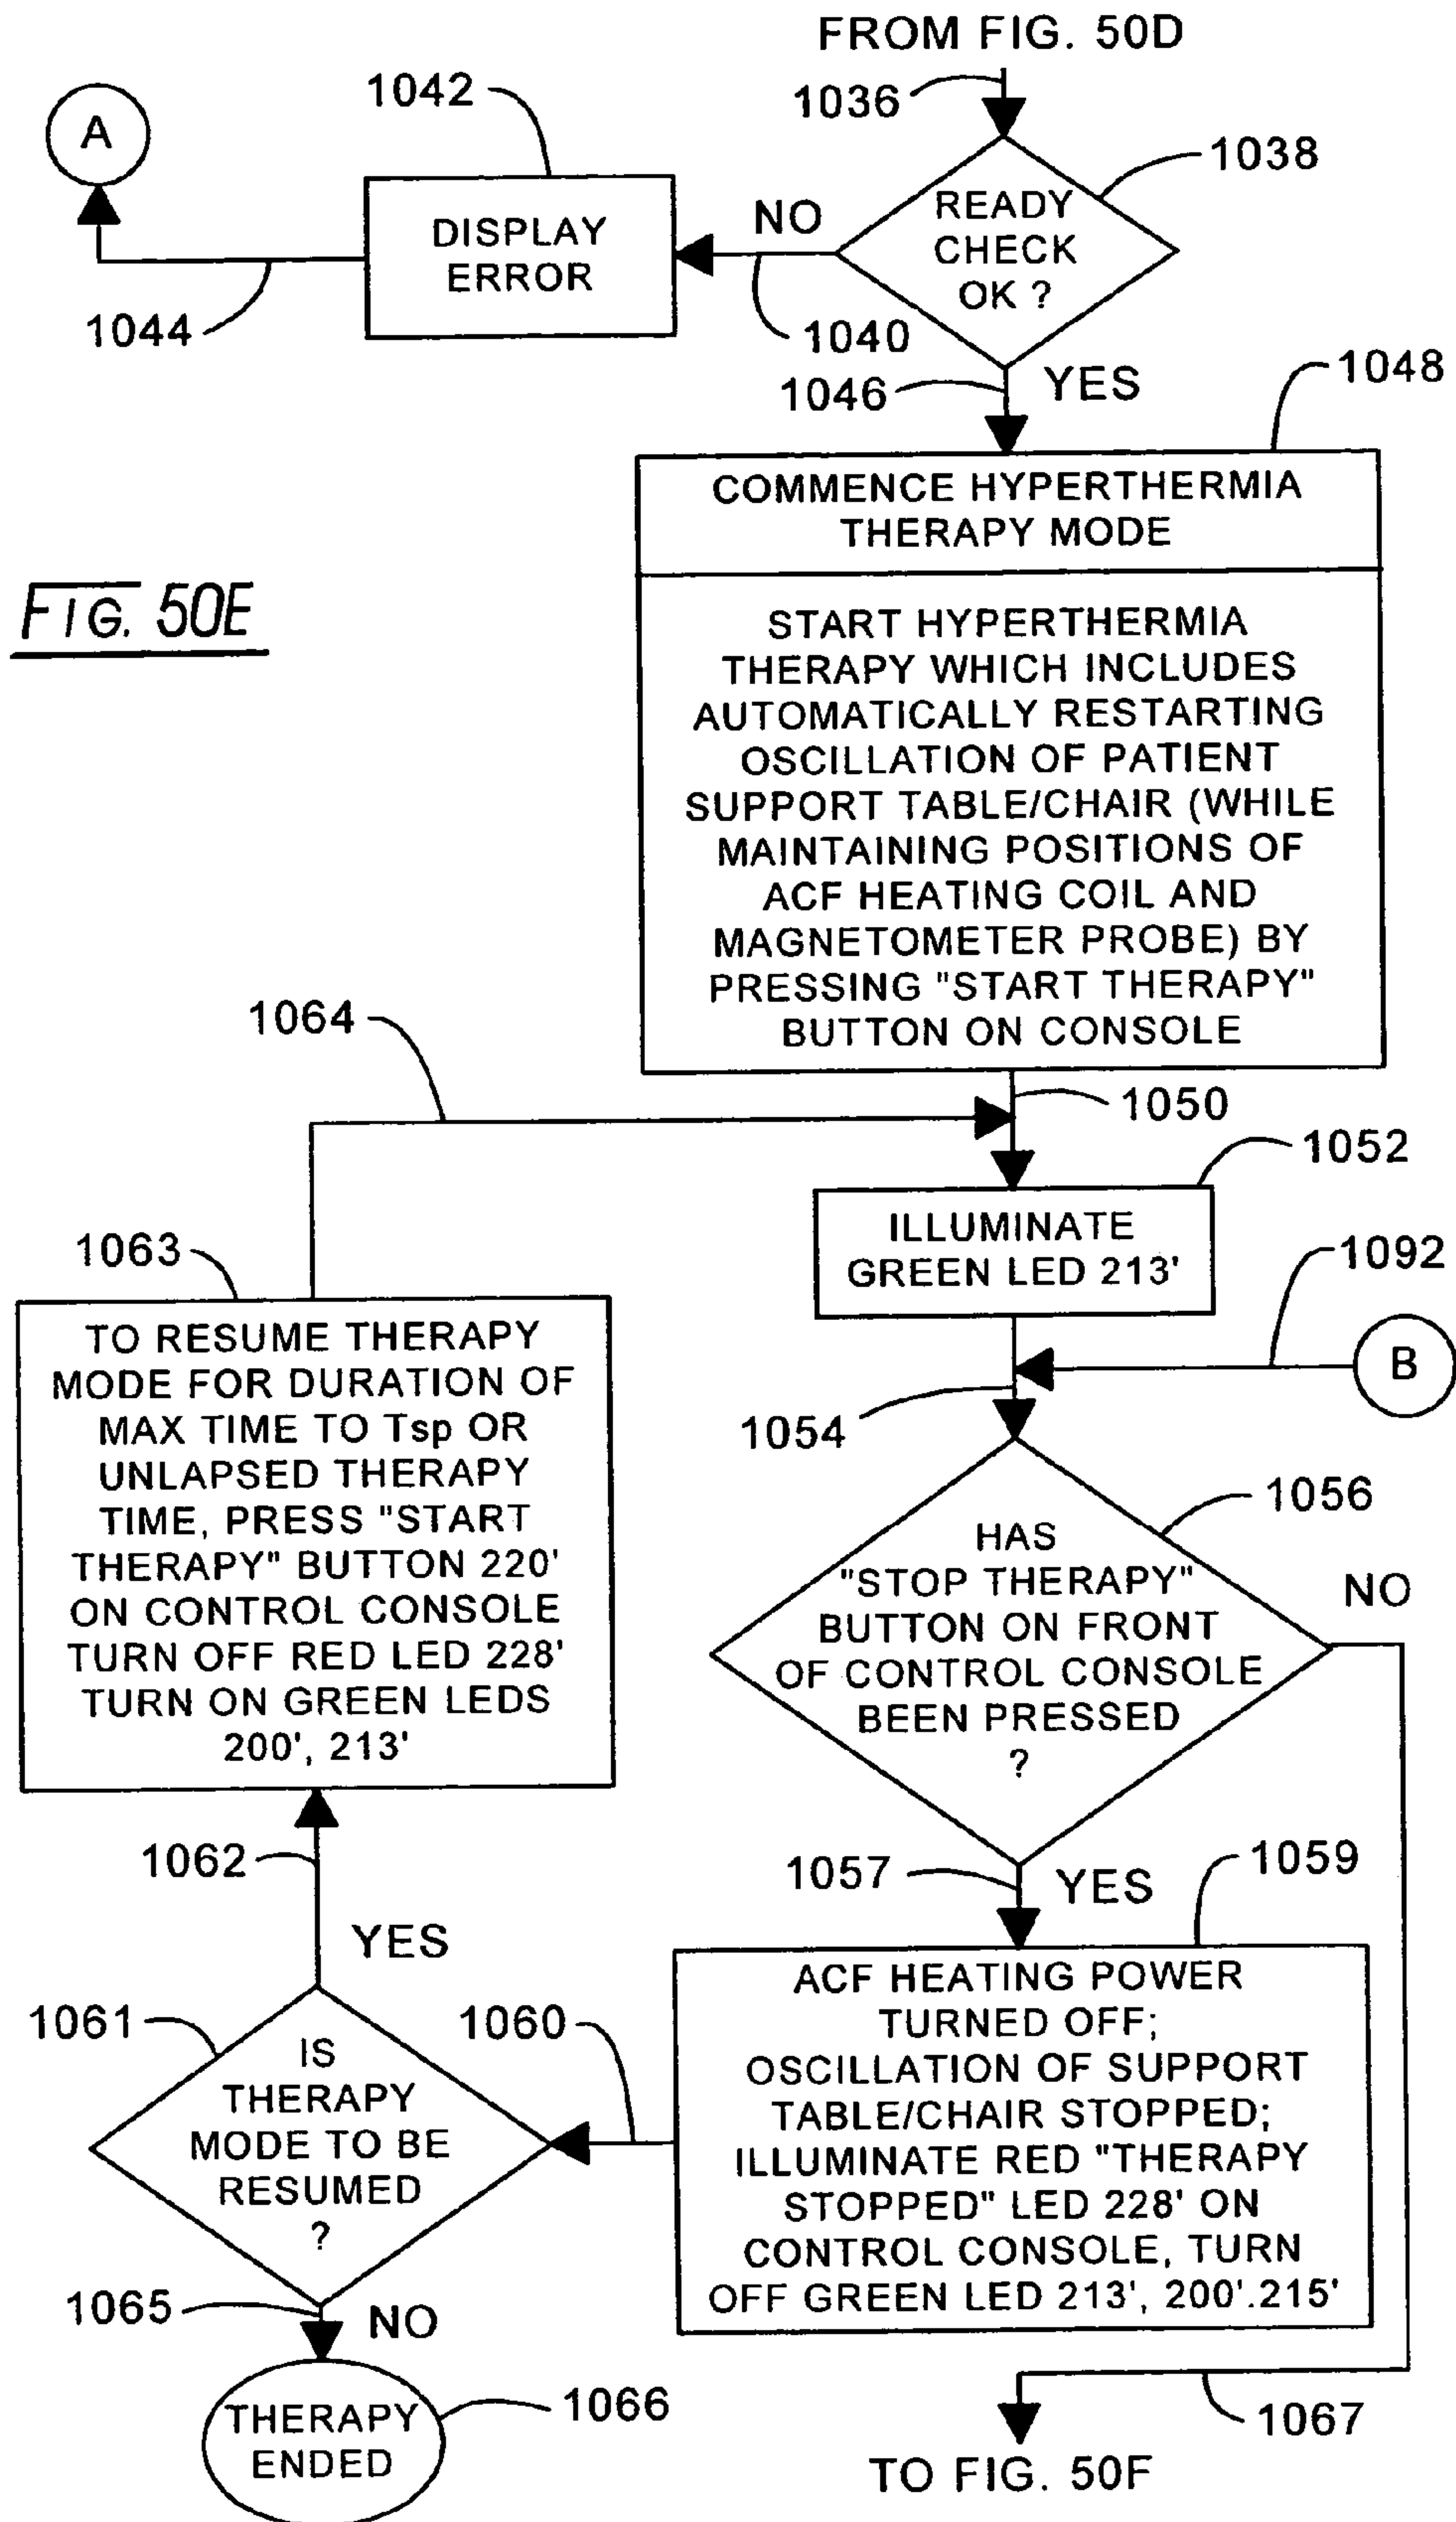 FROM FIG. 50D
1036
1042
A
1038
READY
CHECK
OK ?
NO
DISPLAY
ERROR
1044
1040
1046
YES
1048
COMMENCE HYPERTHERMIA
THERAPY MODE
FIG. 50E
START HYPERTHERMIA
THERAPY WHICH INCLUDES
AUTOMATICALLY RESTARTING
OSCILLATION OF PATIENT
SUPPORT TABLE/CHAIR (WHILE
MAINTAINING POSITIONS OF
ACF HEATING COIL AND
MAGNETOMETER PROBE) BY
PRESSING "START THERAPY"
BUTTON ON CONSOLE
1064
1050
1052
ILLUMINATE
GREEN LED 213'
1063
1092
B
TO RESUME THERAPY
MODE FOR DURATION OF
MAX TIME TO Tsp OR
UNLAPSED THERAPY
TIME, PRESS "START
THERAPY" BUTTON 220'
ON CONTROL CONSOLE
TURN OFF RED LED 228'
TURN ON GREEN LEDS
200', 213'
1054
1056
HAS
"STOP THERAPY"
BUTTON ON FRONT
OF CONTROL CONSOLE
BEEN PRESSED
?
NO
1062
YES
1057
YES
1059
1061
1060
IS
THERAPY
MODE TO BE
RESUMED
?
ACF HEATING POWER
TURNED OFF;
OSCILLATION OF SUPPORT
TABLE/CHAIR STOPPED;
ILLUMINATE RED "THERAPY
STOPPED" LED 228' ON
CONTROL CONSOLE, TURN
OFF GREEN LED 213', 200'.215'
1065
NO
THERAPY
ENDED
1066
1067
TO FIG. 50F